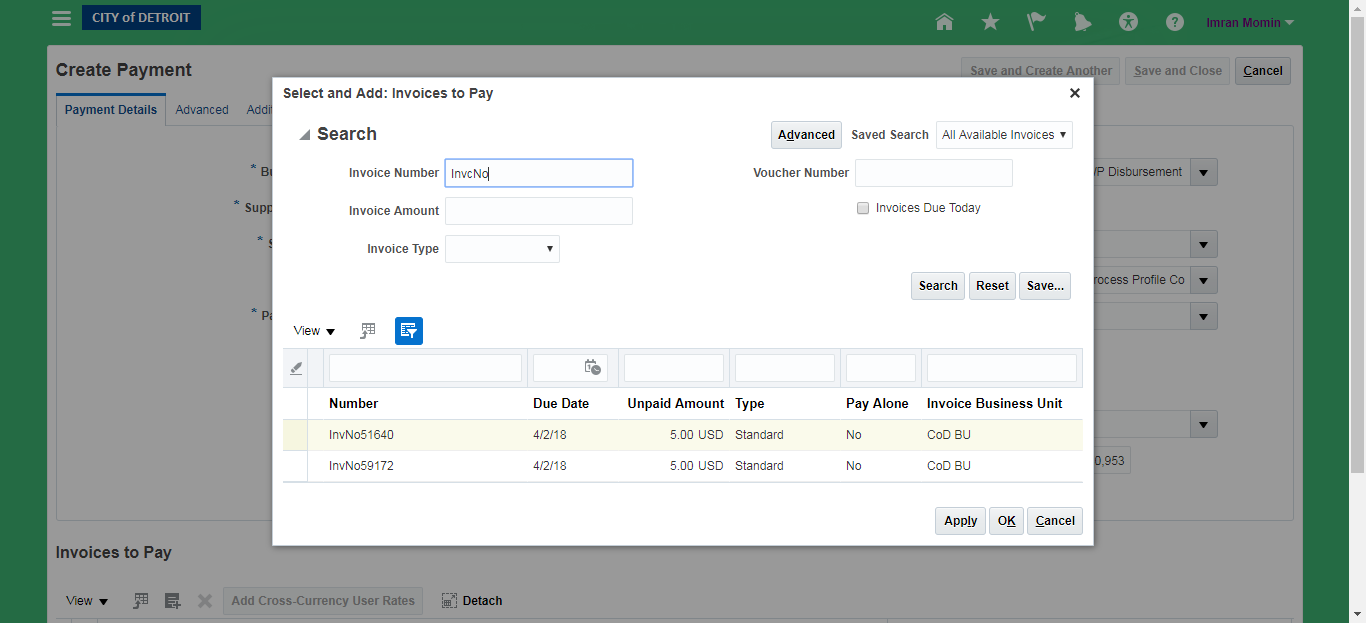 CITY of DETROIT
Imran Momin
Create Payment
Save and Create Another
Save and Close
Cancel
Payment Details
Advanced
Select and Add: Invoices to Pay
Search
Advanced
Saved Search
All Available Invoices
Invoice Number
InvcNo
Voucher Number
Invoice Amount
Invoices Due Today
Invoice Type
Search
Reset
Save...
View
Number Due Date Unpaid Amount Type Pay Alone Invoice Business Unit
InvNo51640 4/2/18 5.00 USD Standard No CoD BU
InvNo59172 4/2/18 5.00 USD Standard No CoD BU
Apply
OK
Cancel
/P Disbursement
rocess Profile Co
0,953
Invoices to Pay
View
Add Cross-Currency User Rates
Detach